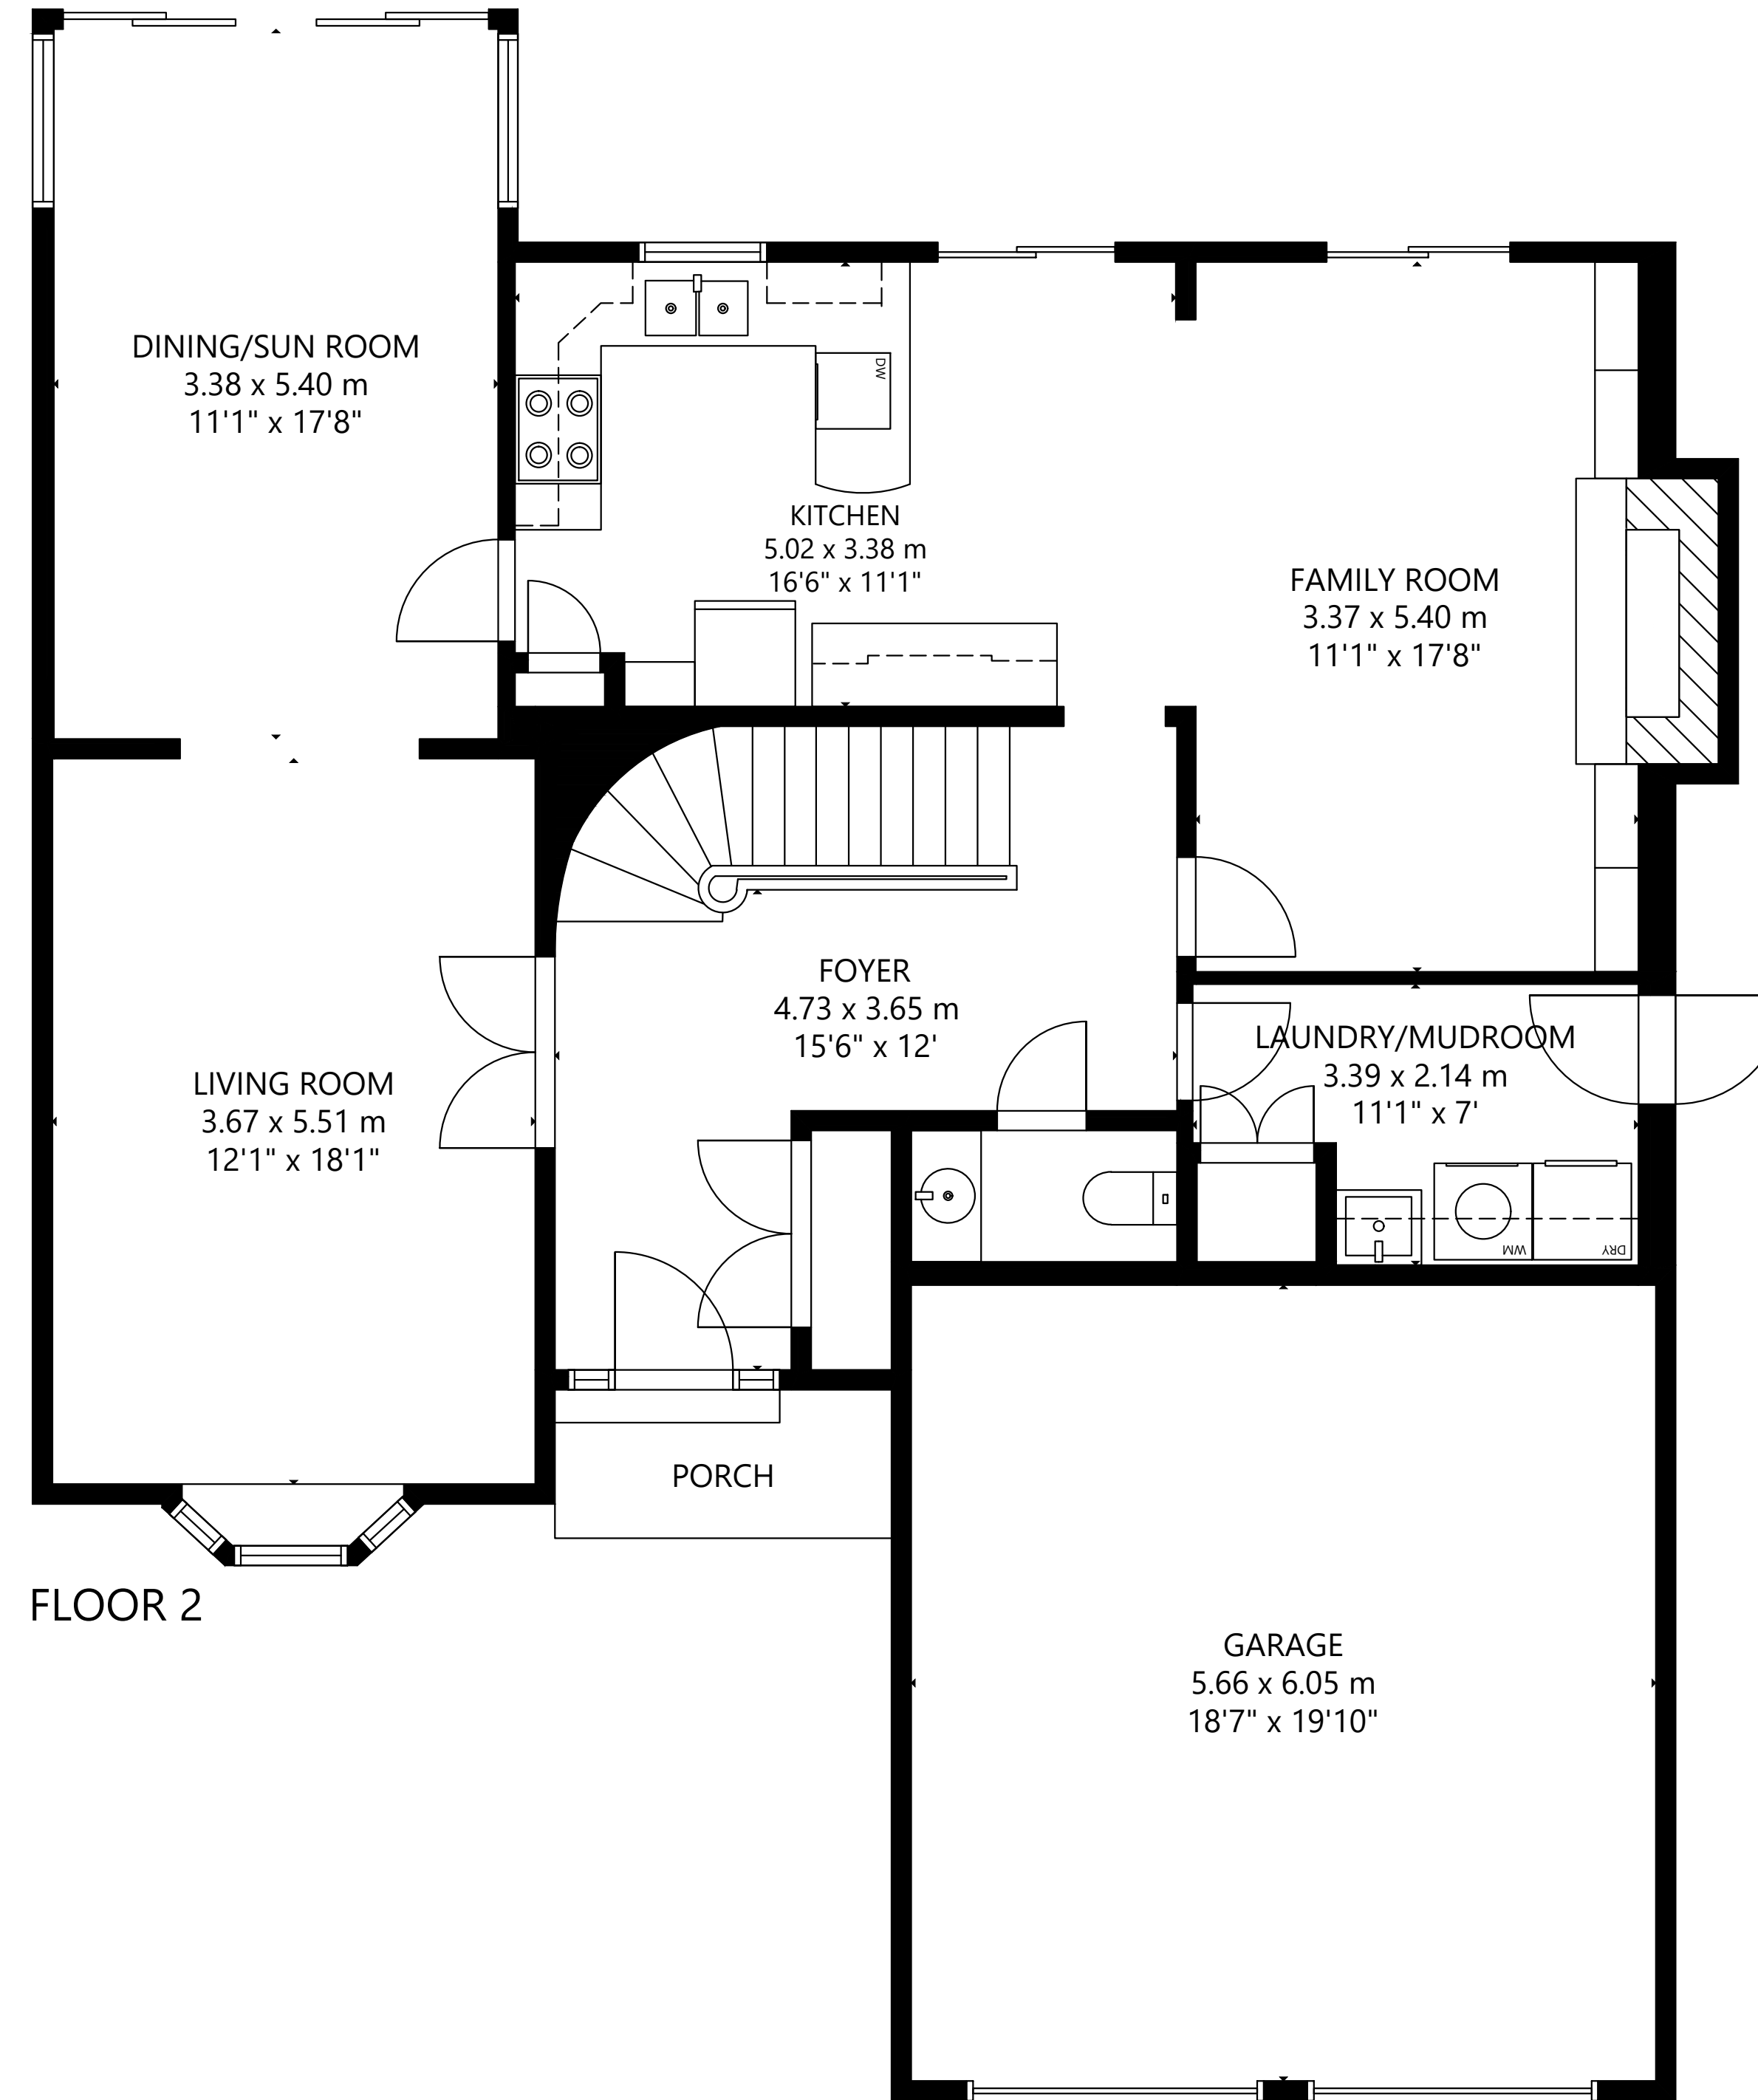 DINING/SUN ROOM
3.38 x 5.40 m
11'1" x 17'8"
DW
KITCHEN
5.02 x 3.38 m
16'6" x 11'1"
FAMILY ROOM
3.37 x 5.40 m
11'1" x 17'8"
FOYER
4.73 x 3.65 m
15'6" x 12'
LAUNDRY/MUDROOM
3.39 x 2.14 m
11'1" x 7'
LIVING ROOM
3.67 x 5.51 m
12'1" x 18'1"
WM
DRY
PORCH
FLOOR 2
GARAGE
5.66 x 6.05 m
18'7" x 19'10"